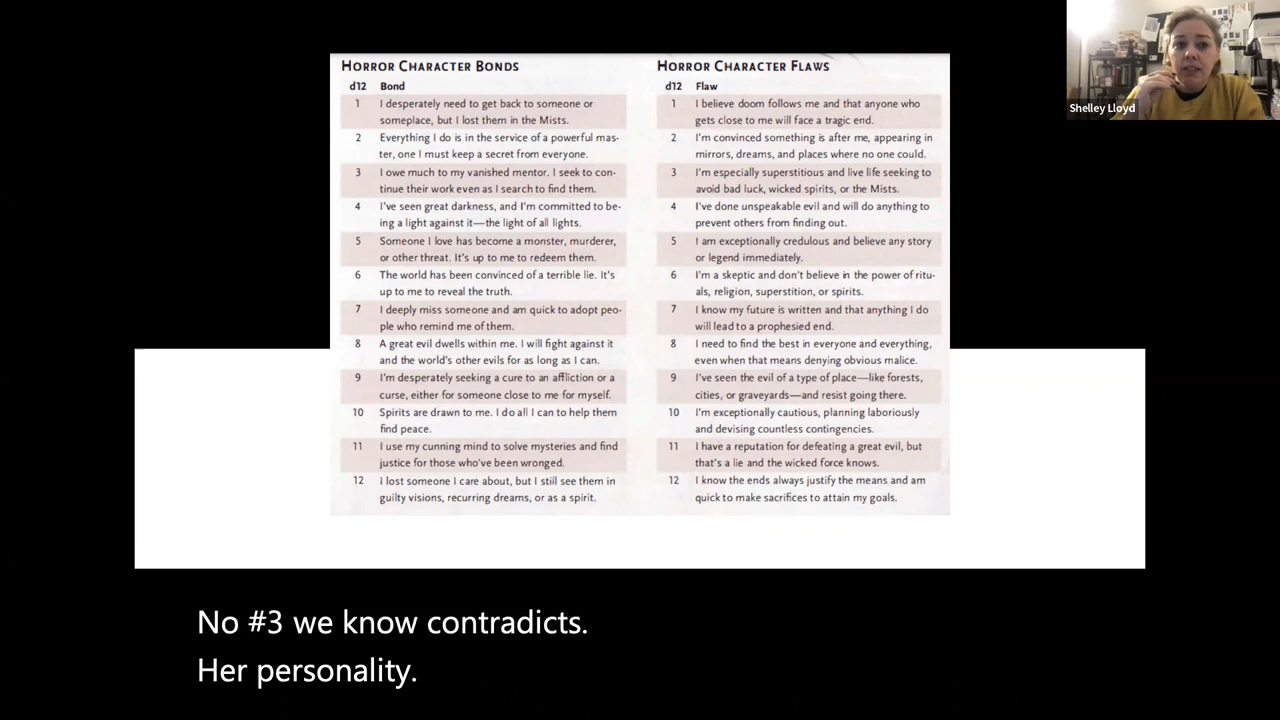 HORROR CHARACTER BONDS
d12 Bond
1 I desperately need to get back to someone or
someplace, but I lost them in the Mists.
2 Everything I do is in the service of a powerful mas-
ter, one I must keep a secret from everyone.
3 I owe much to my vanished mentor. I seek to con-
tinue their work even as I search to find them.
4 I've seen great darkness, and I'm committed to be-
ing a light against it—the light of all lights.
5 Someone I love has become a monster, murderer,
or other threat. It's up to me to redeem them.
6 The world has been convinced of a terrible lie. It's
up to me to reveal the truth.
7 I deeply miss someone and am quick to adopt peo-
ple who remind me of them.
8 A great evil dwells within me. I will fight against it
and the world's other evils for as long as I can.
9 I'm desperately seeking a cure to an affliction or a
curse, either for someone close to me for myself.
10 Spirits are drawn to me. I do all I can to help them
find peace.
11 I use my cunning mind to solve mysteries and find
justice for those who've been wronged.
12 I lost someone I care about, but I still see them in
guilty visions, recurring dreams, or as a spirit.
HORROR CHARACTER FLAWS
d12 Flaw
1 I believe doom follows me and that anyone who
gets close to me will face a tragic end.
2 I'm convinced something is after me, appearing in
mirrors, dreams, and places where no one could.
3 I'm especially superstitious and live life seeking to
avoid bad luck, wicked spirits, or the Mists.
4 I've done unspeakable evil and will do anything to
prevent others from finding out.
5 I am exceptionally credulous and believe any story
or legend immediately.
6 I'm a skeptic and don't believe in the power of ritu-
als, religion, superstition, or spirits.
7 I know my future is written and that anything I do
will lead to a prophesied end.
8 I need to find the best in everyone and everything,
even when that means denying obvious malice.
9 I've seen the evil of a type of place—like forests,
cities, or graveyards—and resist going there.
10 I'm exceptionally cautious, planning laboriously
and devising countless contingencies.
11 I have a reputation for defeating a great evil, but
that's a lie and the wicked force knows.
12 I know the ends always justify the means and am
quick to make sacrifices to attain my goals.
Shelley Lloyd
No #3 we know contradicts.
Her personality.